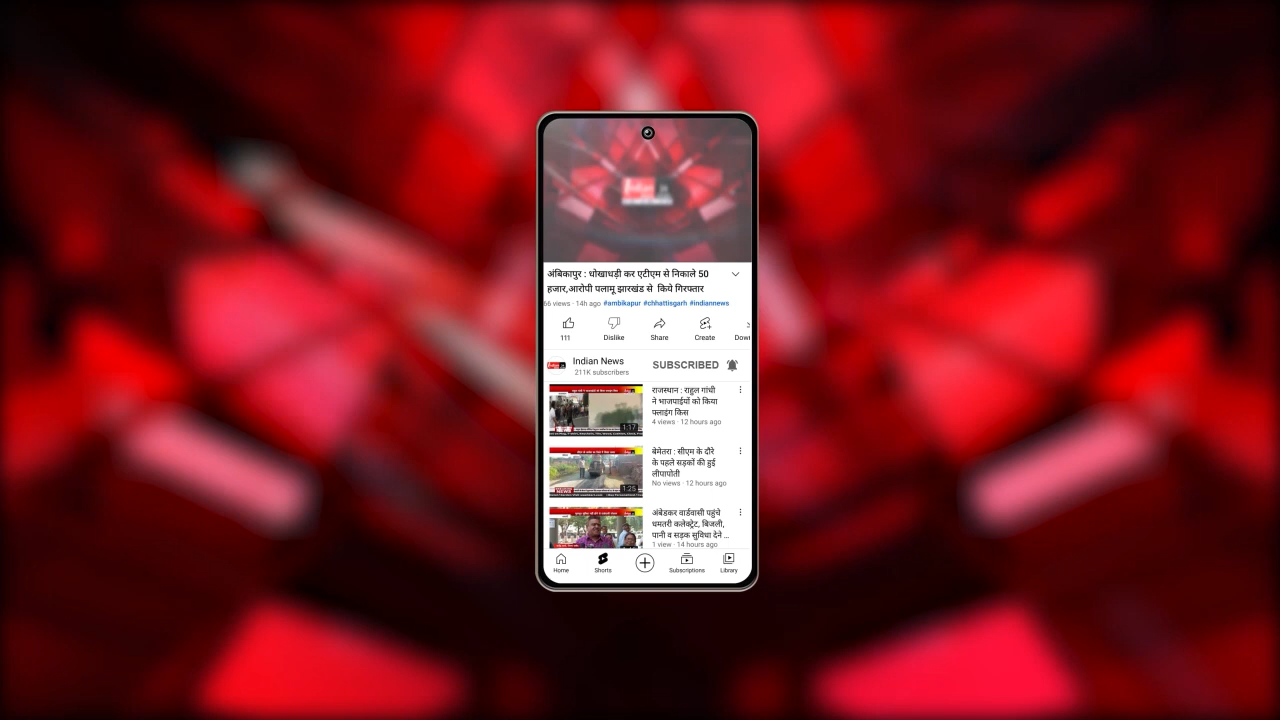 अंबिकापुर : धोखाधड़ी कर एटीएम से निकाले 50
हजार,आरोपी पलामू झारखंड से किये गिरफ्तार
66 views · 14h ago #ambikapur #chhattisgarh #indiannews
111
Dislike
Share
Create
Indian News
211K subscribers
SUBSCRIBED
राजस्थान : राहुल गांधी
ने भाजपाईयों को किया
फ्लाइंग किस
4 views · 12 hours ago
1:17
बेमेतरा : सीएम के दौरे
के पहले सड़कों की हुई
लीपापोती
No views · 12 hours ago
1:25
NEWS
अंबेडकर वार्डवासी पहुंचे
धमतरी कलेक्ट्रेट, बिजली,
पानी व सड़क सुविधा देने ...
1 view · 14 hours ago
Home
Shorts
Subscriptions
Library